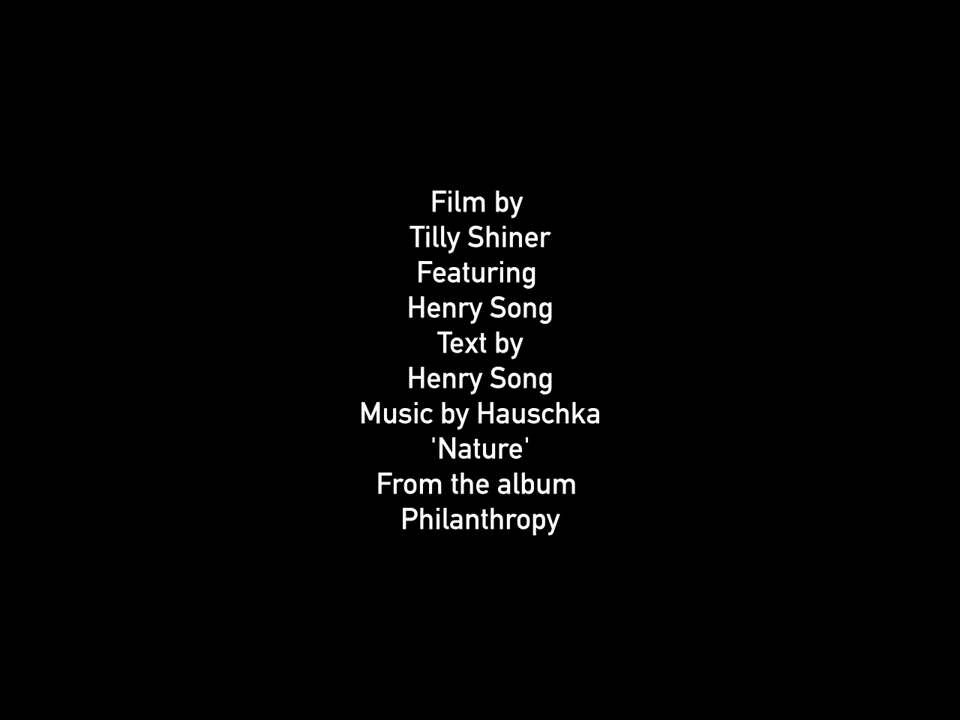 Film by
Tilly Shiner
Featuring
Henry Song
Text by
Henry Song
Music by Hauschka
'Nature'
From the album
Philanthropy